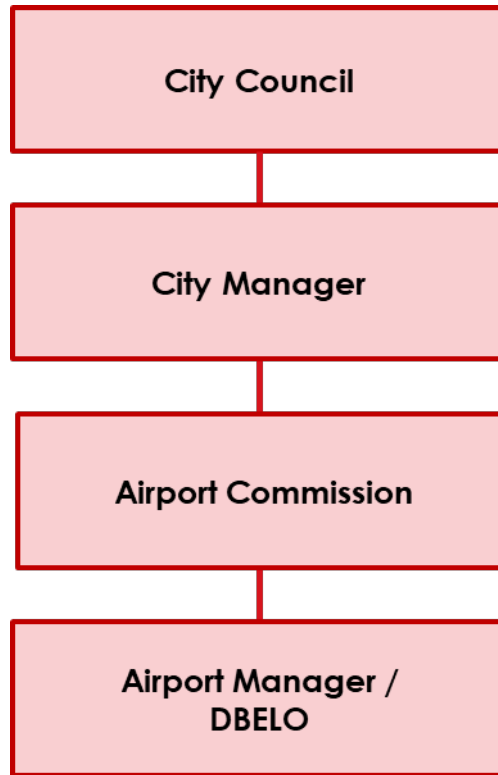 City Council
City Manager
Airport Commission
Airport Manager /
DBELO